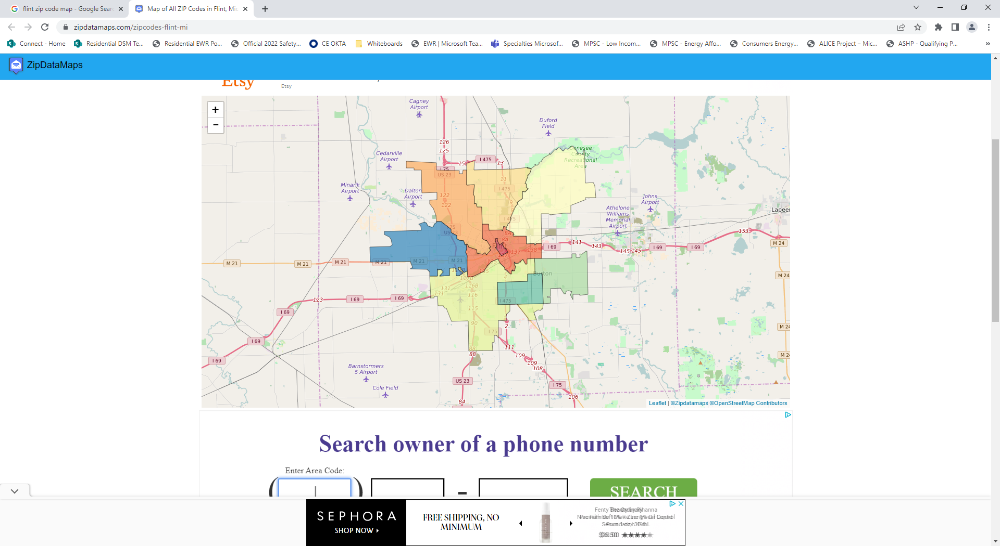 flint zip code map - Google Sear
Map of All ZIP Codes in Flint, Mic
zipdatamaps.com/zipcodes-flint-mi
Connect - Home
Residential DSM Te...
Residential EWR Po...
Official 2022 Safety...
CE OKTA
Whiteboards
EWR | Microsoft Tea...
Specialties Microsof...
MPSC - Low Incom...
MPSC - Energy Affo...
Consumers Energy...
ALICE Project – Mic...
ASHP - Qualifying P...
»
ZipDataMaps
Etsy
Etsy
+
−
Cagney
Airport
Duford
Field
126
125
Cedarville
Airport
Genesee
County
Recreational
Area
I 475
15
13
I 75
US 23
11
Minarik
Airport
Dalton
Airport
I 475
122
122
9
Johns
Airport
Athelone
Williams
Memorial
Airport
Lapeer
I 475
I 75
US 23
8A
8A
153
M 24
Flint
141
143
I 69
137
138
145
145
I 69
I 69
M 21
M 21
M 21
M 21
M 21
M 21
137
135
Burton
M 24
117B
116B
131
131
116
4
123
I 69
I 69
I 475
115
I 69
90
2
2
M 24
I 75
I 69
111
88
88
109
109
108
I 69
M 24
Barnstormers
5 Airport
US 23
I 75
Cole Field
106
84
Leaflet | ©Zipdatamaps ©OpenStreetMap Contributors
Search owner of a phone number
Enter Area Code:
( ) -
SEARCH
SEPHORA
SHOP NOW
FREE SHIPPING, NO
MINIMUM